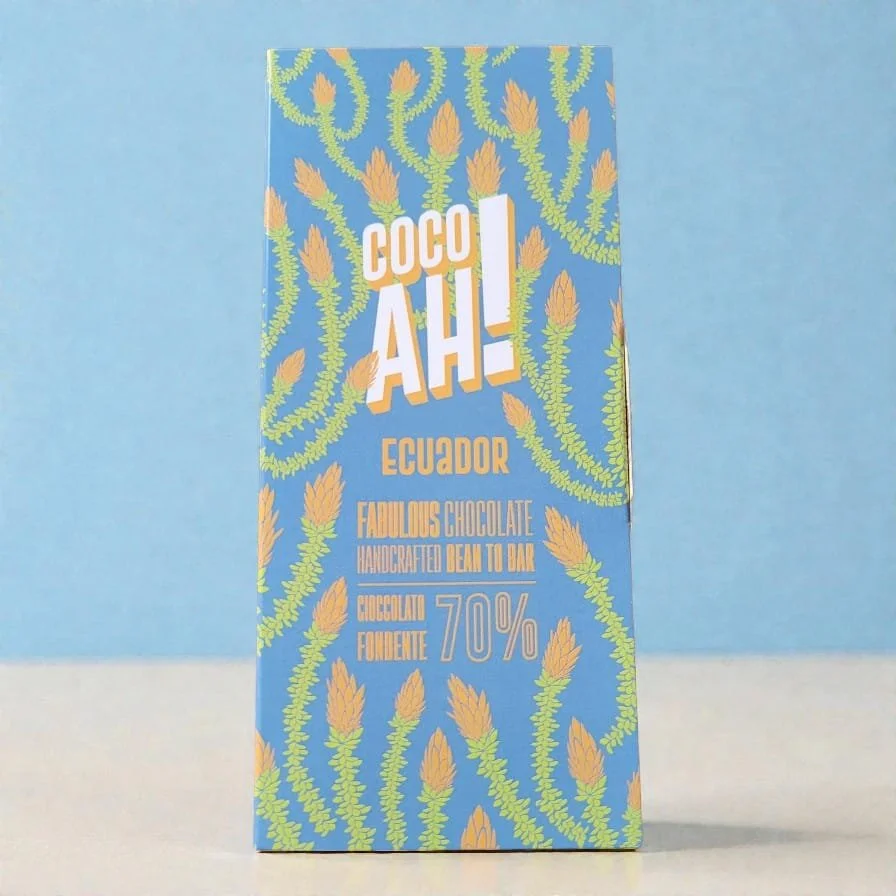 COCO
AH!
ECUADOR
FABULOUS CHOCOLATE
HANDCRAFTED BEAN TO BAR
CIOCCOLATO
FONDENTE 70%